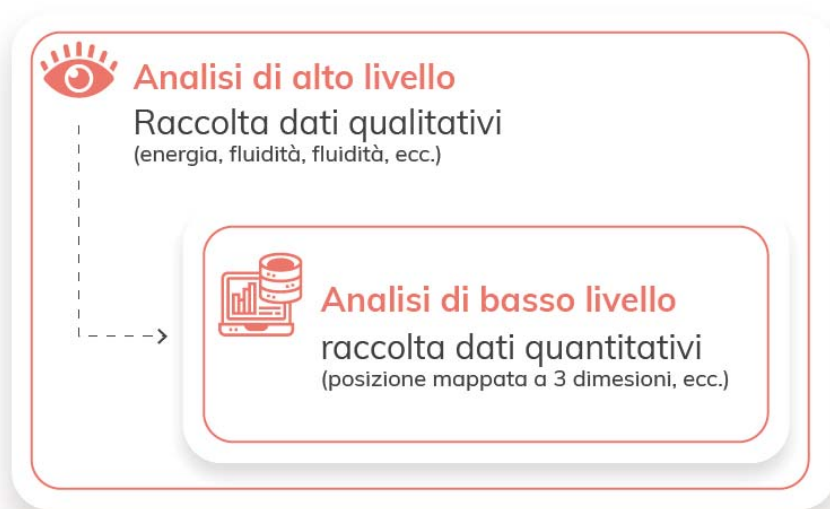 Analisi di alto livello
Raccolta dati qualitativi
(energia, fluidità, fluidità, ecc.)
Analisi di basso livello
raccolta dati quantitativi
(posizione mappata a 3 dimesioni, ecc.)